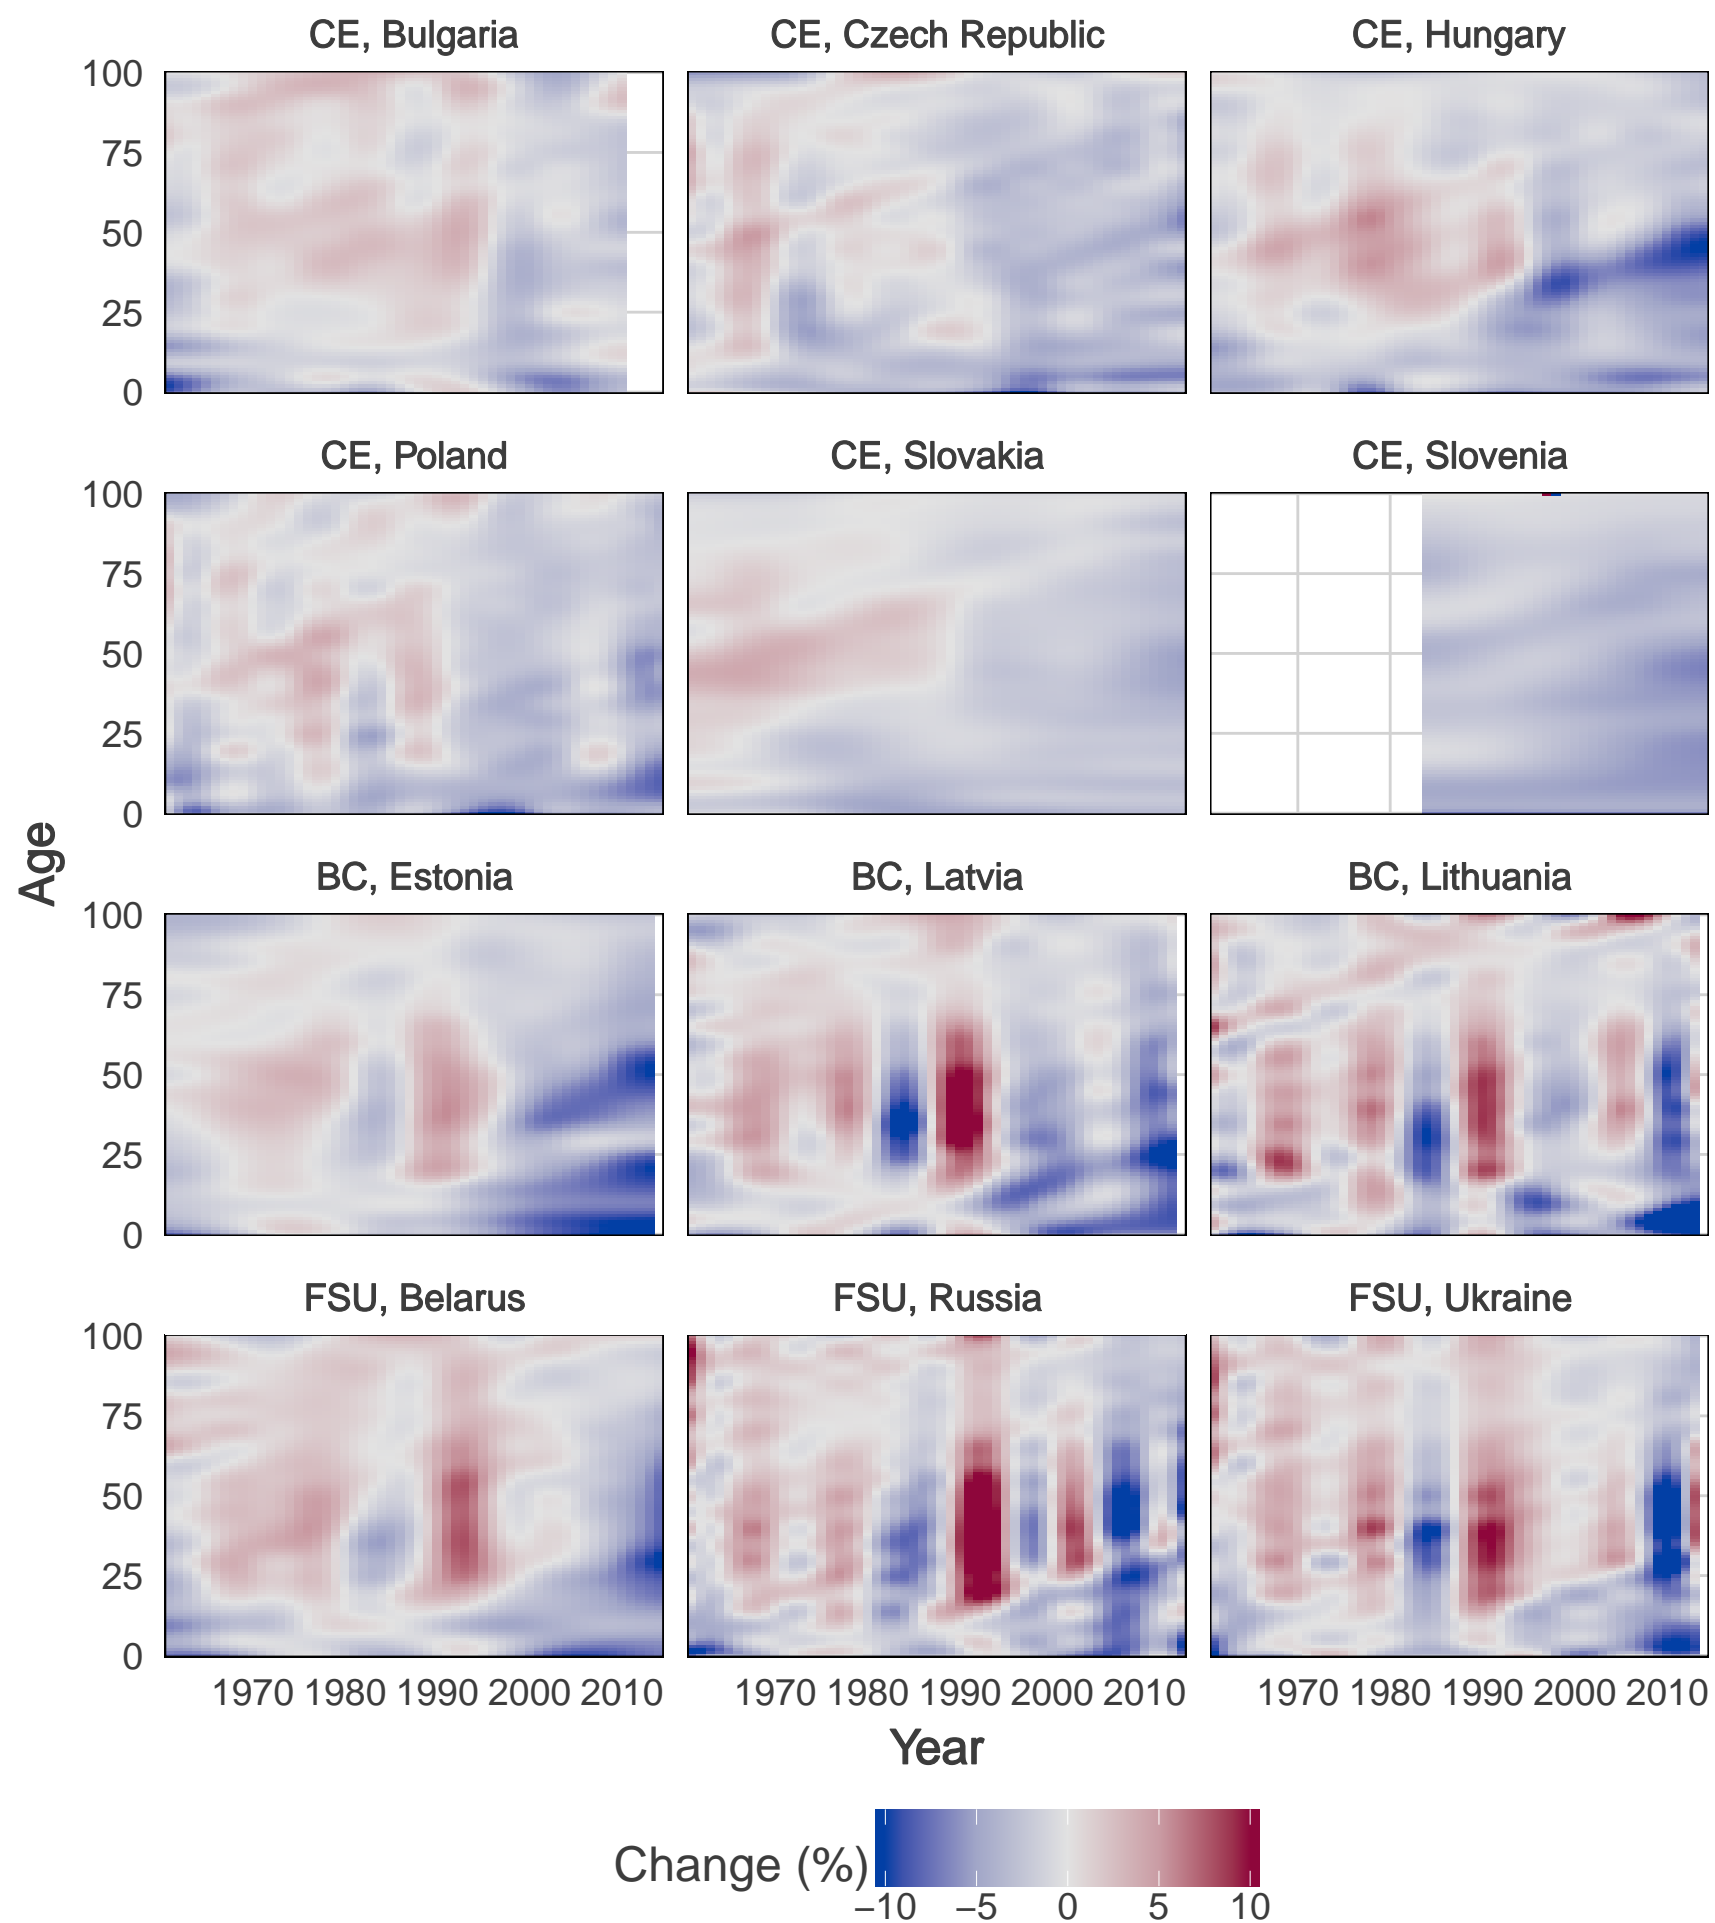 CE, Bulgaria CE, Czech Republic CE, Hungary
100
75
50
25
0
CE, Poland CE, Slovakia CE, Slovenia
100
75
50
25
0
Age
BC, Estonia BC, Latvia BC, Lithuania
100
75
50
25
0
FSU, Belarus FSU, Russia FSU, Ukraine
100
75
50
25
0
1970 1980 1990 2000 2010 1970 1980 1990 2000 2010 1970 1980 1990 2000 2010
Year
Change (%)
−10 −5 0 5 10